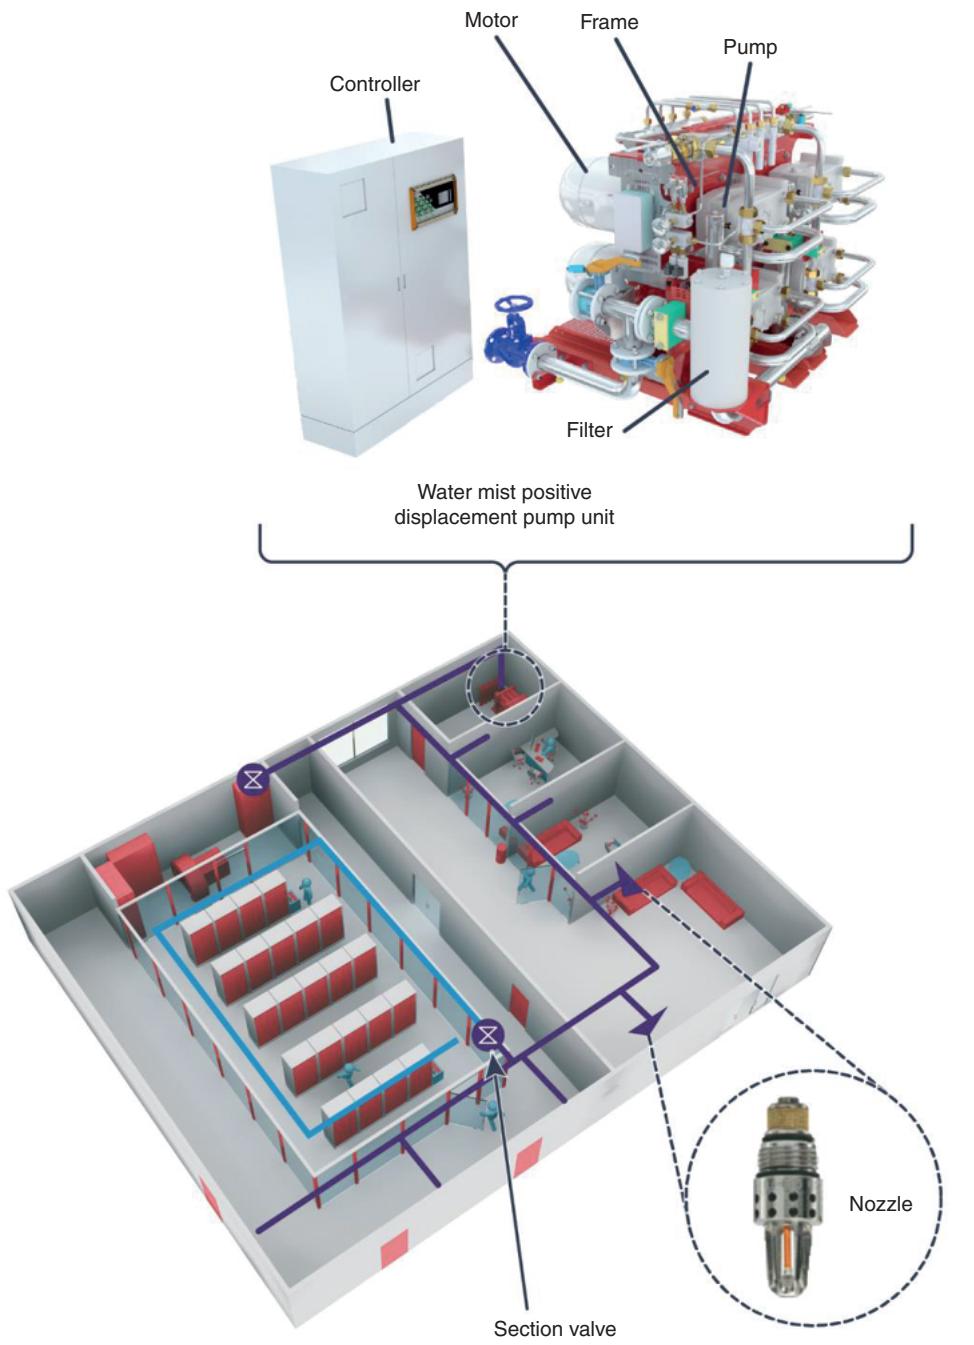 Motor
Frame
Pump
Controller
Filter
Water mist positive
displacement pump unit
Nozzle
Section valve